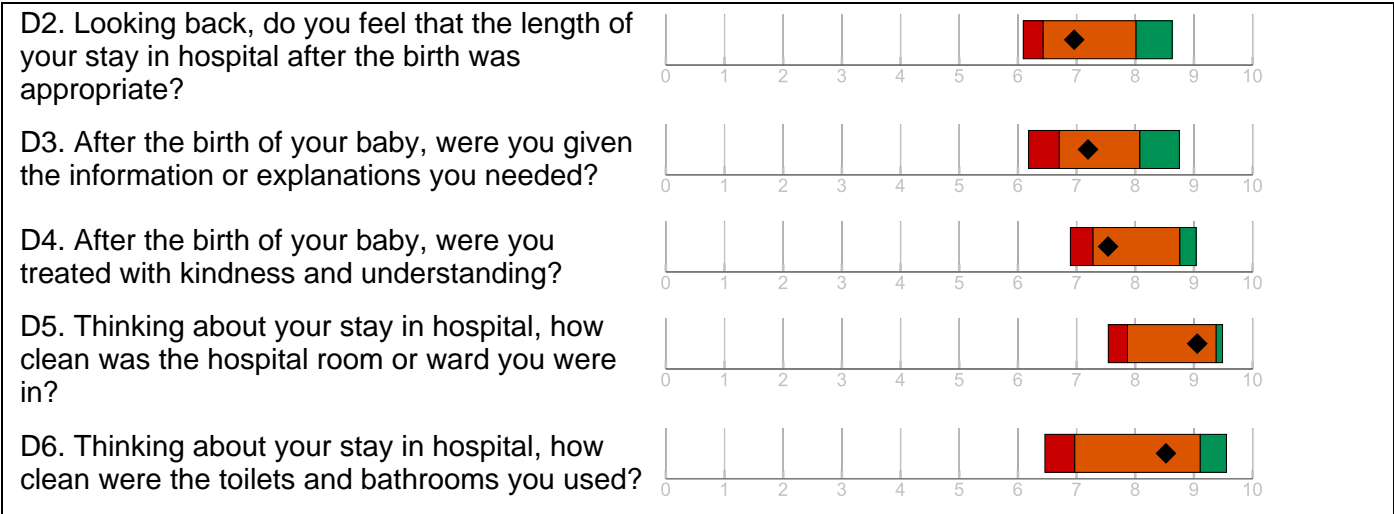 D2. Looking back, do you feel that the length of
your stay in hospital after the birth was
appropriate?
0 1 2 3 4 5 6 7 8 9 10
D3. After the birth of your baby, were you given
the information or explanations you needed?
0 1 2 3 4 5 6 7 8 9 10
D4. After the birth of your baby, were you
treated with kindness and understanding?
0 1 2 3 4 5 6 7 8 9 10
D5. Thinking about your stay in hospital, how
clean was the hospital room or ward you were
in?
0 1 2 3 4 5 6 7 8 9 10
D6. Thinking about your stay in hospital, how
clean were the toilets and bathrooms you used?
0 1 2 3 4 5 6 7 8 9 10